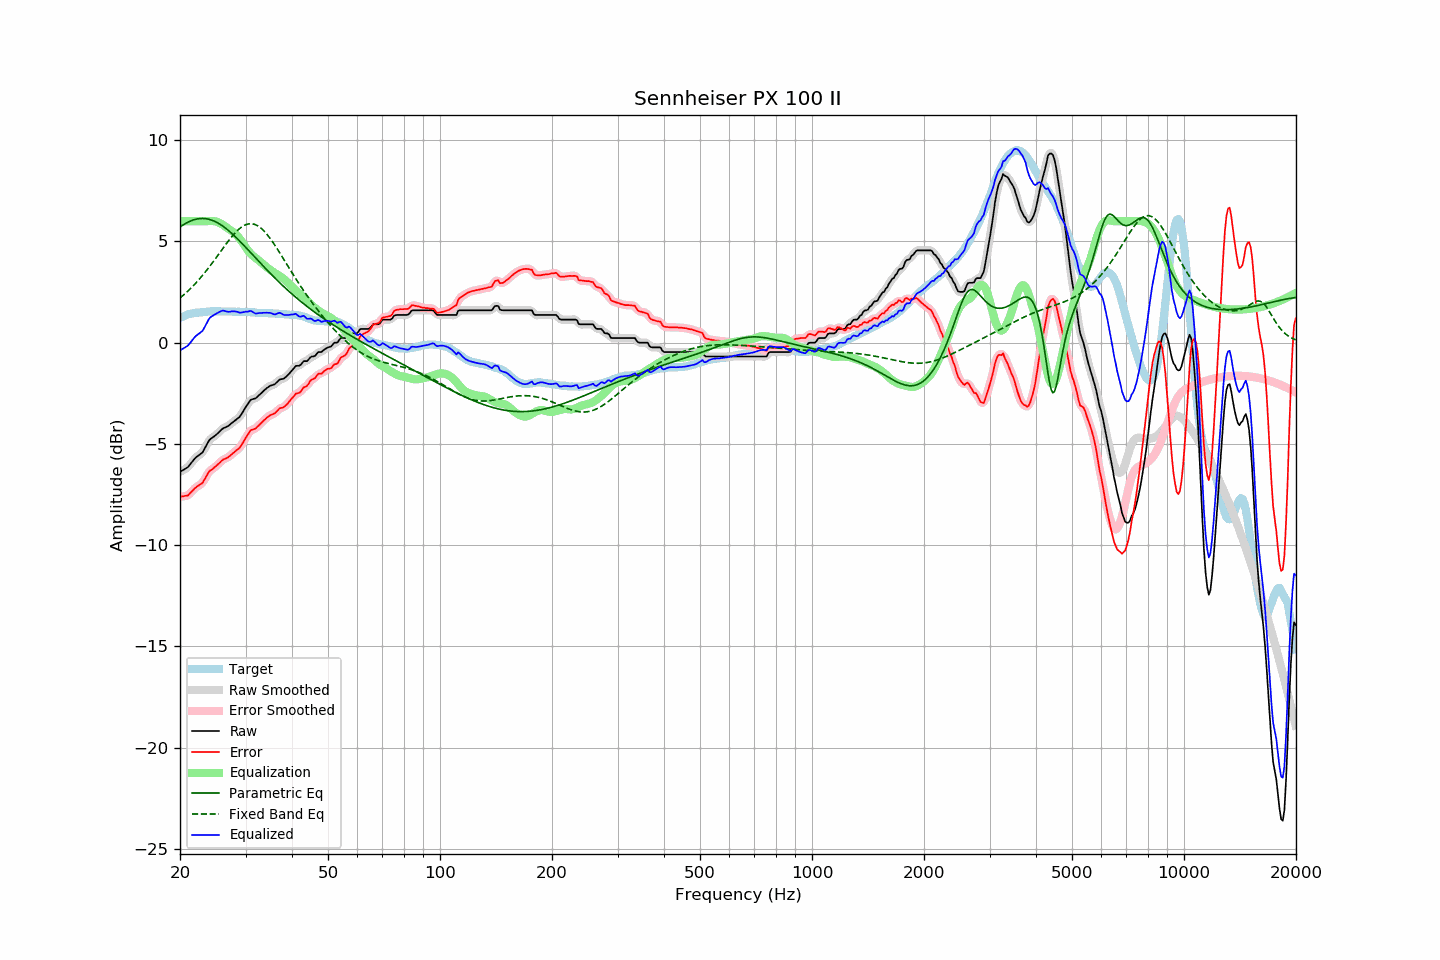 Sennheiser PX 100 II
Amplitude (dBr)
10
5
0
−5
−10
−15
−20
−25
Target
Raw Smoothed
Error Smoothed
Raw
Error
Equalization
Parametric Eq
Fixed Band Eq
Equalized
20
50
100
200
500
1000
2000
5000
10000
20000
Frequency (Hz)